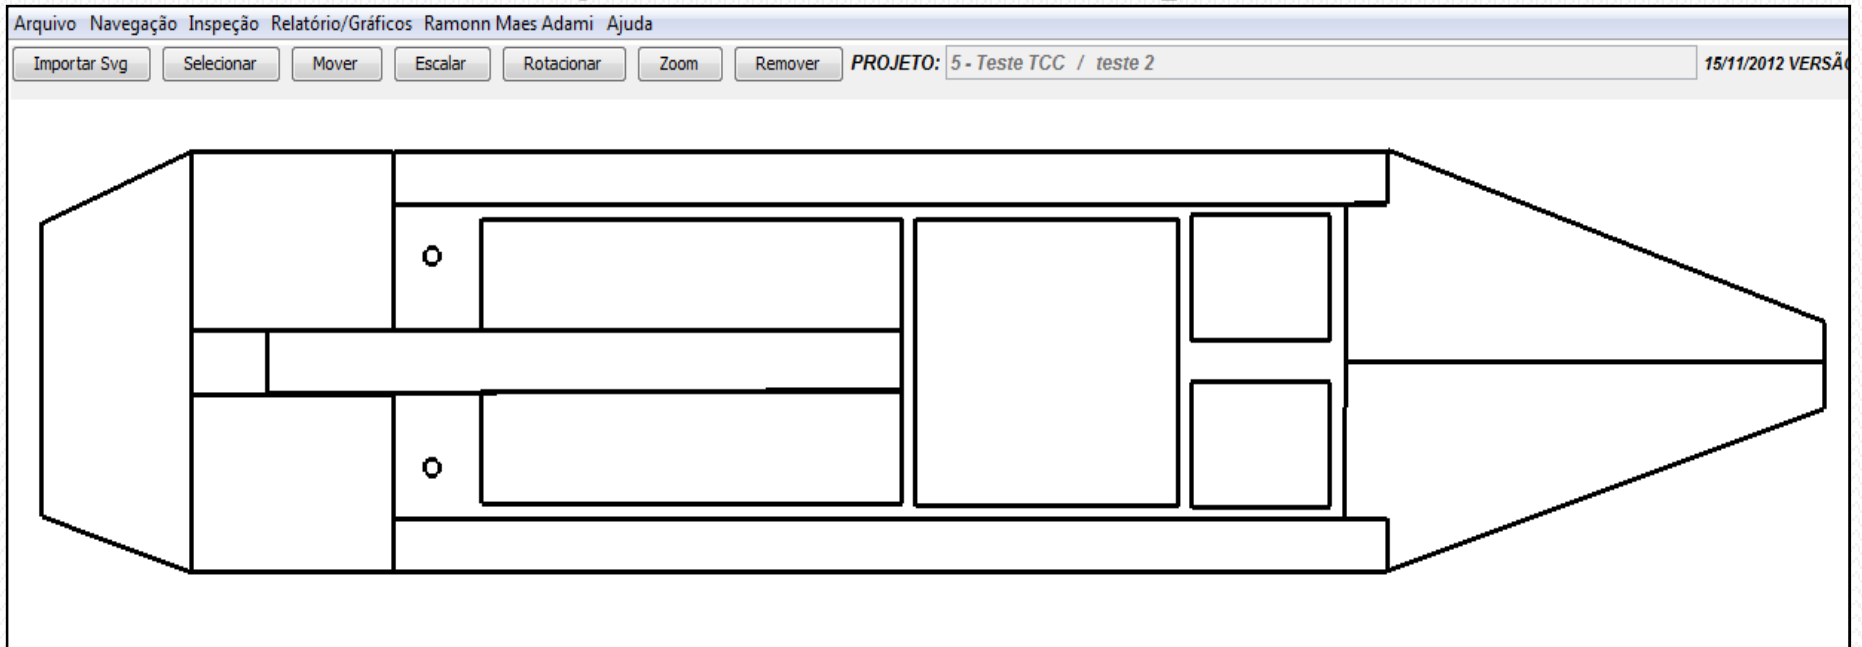 Arquivo Navegação Inspeção Relatório/Gráficos Ramonn Maes Adami Ajuda
Importar Svg Selecionar Mover Escalar Rotacionar Zoom Remover PROJETO: 5 - Teste TCC / teste 2 15/11/2012